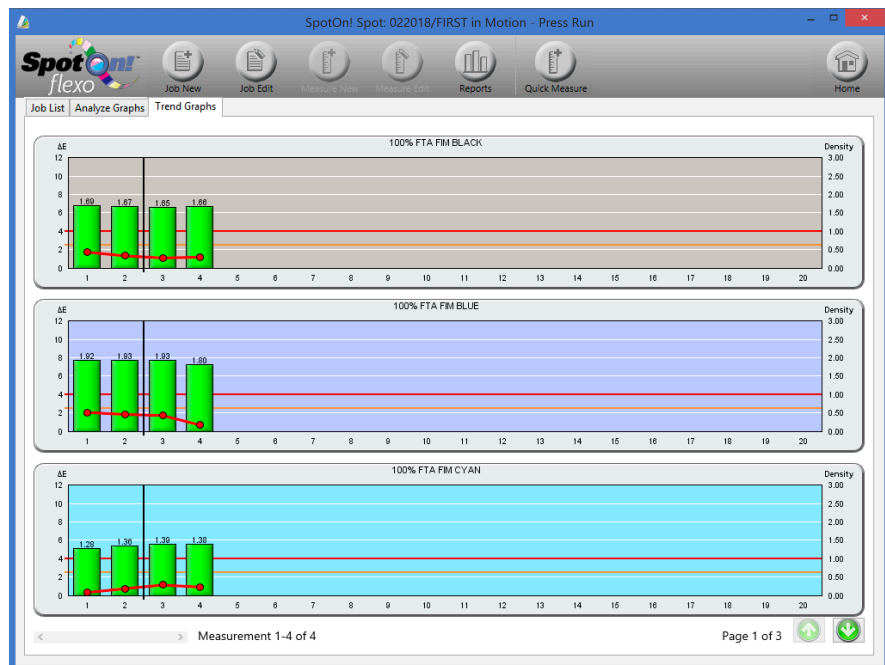 SpotOn! Spot: 022018/FIRST in Motion - Press Run
SpotOn!
flexo
Job New Job Edit Measure New Measure Edit Reports Quick Measure Home
Job List Analyze Graphs Trend Graphs
100% FTA FIM BLACK
ΔE Density
12 3.00
10 2.50
8 2.00
1.69 1.67 1.65 1.66
6 1.50
4 1.00
2 0.50
0 0.00
1 2 3 4 5 6 7 8 9 10 11 12 13 14 15 16 17 18 19 20
100% FTA FIM BLUE
ΔE Density
12 3.00
10 2.50
8 1.92 1.93 1.93 1.80 2.00
6 1.50
4 1.00
2 0.50
0 0.00
1 2 3 4 5 6 7 8 9 10 11 12 13 14 15 16 17 18 19 20
100% FTA FIM CYAN
ΔE Density
12 3.00
10 2.50
8 2.00
6 1.28 1.36 1.39 1.38 1.50
4 1.00
2 0.50
0 0.00
1 2 3 4 5 6 7 8 9 10 11 12 13 14 15 16 17 18 19 20
Measurement 1-4 of 4 Page 1 of 3